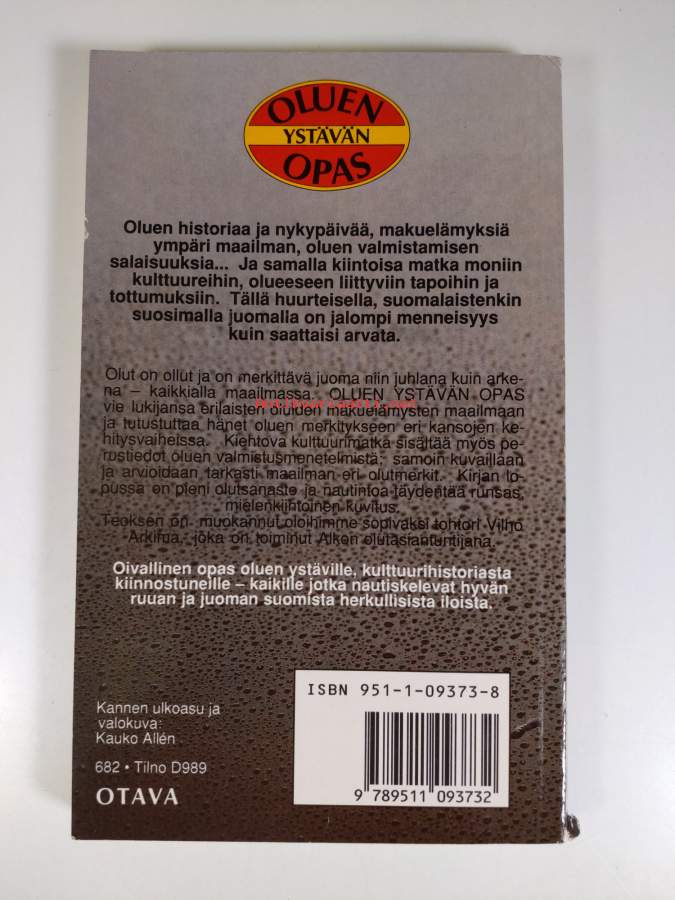 OLUEN
YSTÄVÄN
OPAS
Oluen historiaa ja nykypäivää, makuelämyksiä
ympäri maailman, oluen valmistamisen
salaisuuksia... Ja samalla kiintoisa matka moniin
kulttuureihin, olueeseen liittyviin tapoihin ja
tottumuksiin. Tällä huurteisella, suomalaistenkin
suosimalla juomalla on jalompi menneisyys
kuin saattaisi arvata.
Olut on ollut ja on merkittävä juoma niin juhlana kuin arke-
na – kaikkialla maailmassa. OLUEN YSTÄVÄN OPAS
vie lukijansa erilaisten oluiden makuelämysten maailmaan
ja tutustuttaa hänet oluen merkitykseen eri kansojen ke-
hitysvaiheissa. Kiehtova kulttuurimatka sisältää myös pe-
rustiedot oluen valmistusmenetelmistä; samoin kuvaillaan
ja arvioidaan tarkasti maailman eri olutmerkit. Kirjan lo-
pussa on pieni olutsanasto ja nautintoa täydentää runsas,
mielenkiintoinen kuvitus.
Teoksen on muokannut oloihimme sopivaksi tohtori Vilho
Arkima, joka on toiminut Alkon olutasiantuntijana.
Oivallinen opas oluen ystäville, kulttuurihistoriasta
kiinnostuneille – kaikille jotka nautiskelevat hyvän
ruuan ja juoman suomista herkullisista iloista.
ISBN 951-1-09373-8
Kannen ulkoasu ja
valokuva:
Kauko Allén
682 • Tilno D989
OTAVA
9 789511 093732